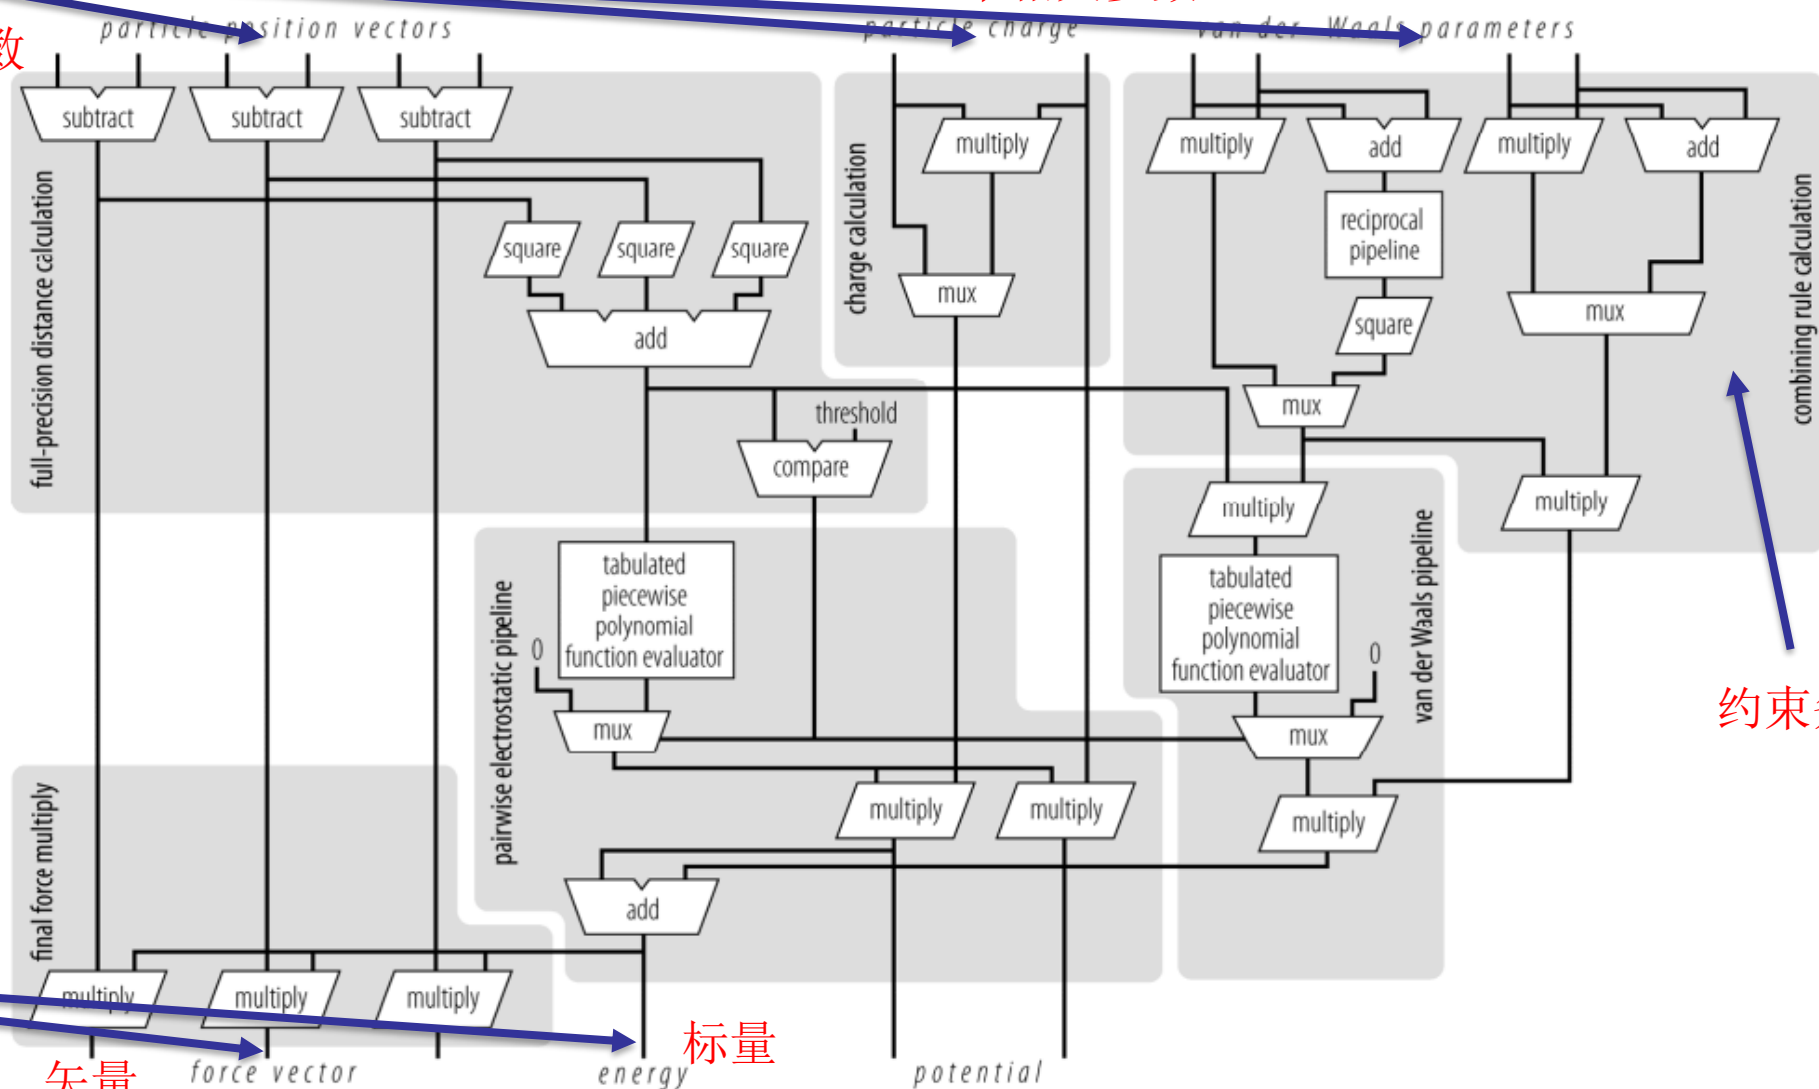 particle position vectors
particle charge
van der Waals parameters
数
subtract
subtract
subtract
full-precision distance calculation
square
square
square
add
threshold
compare
charge calculation
multiply
mux
multiply
add
multiply
add
reciprocal
pipeline
square
mux
mux
multiply
combining rule calculation
约束
pairwise electrostatic pipeline
tabulated
piecewise
polynomial
function evaluator
0
mux
multiply
multiply
add
multiply
tabulated
piecewise
polynomial
function evaluator
0
mux
multiply
van der Waals pipeline
final force multiply
multiply
multiply
multiply
矢量
标量
force vector
energy
potential